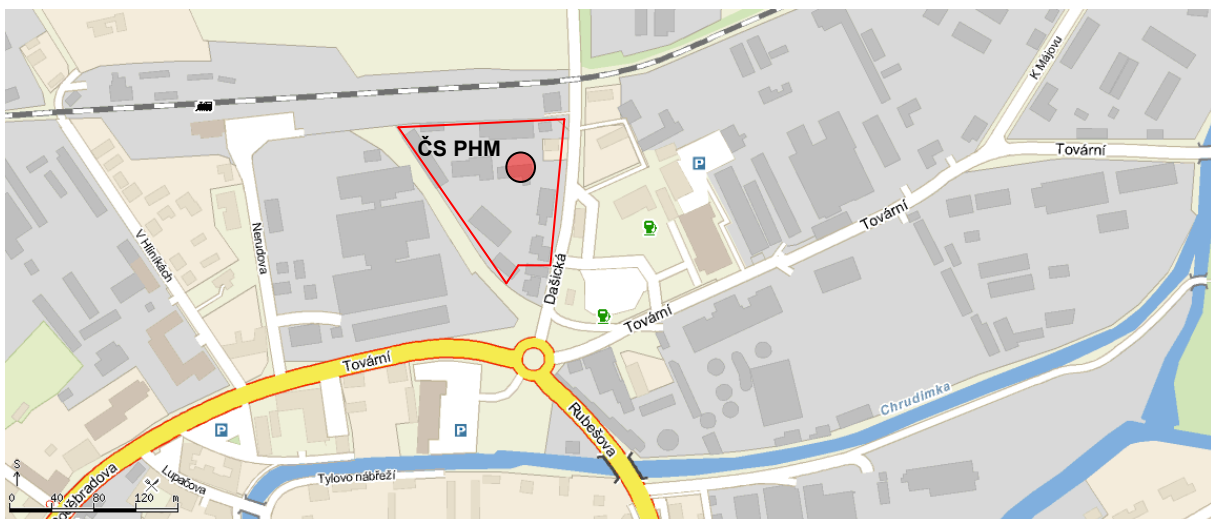 K Májovu
ČS PHM
P
Tovární
Tovární
V Hliníkách
Nerudova
Dašická
Tovární
Tovární
Chrudimka
Rubešova
P
P
S
Lupačova
Tylovo nábřeží
0 40 80 120 m